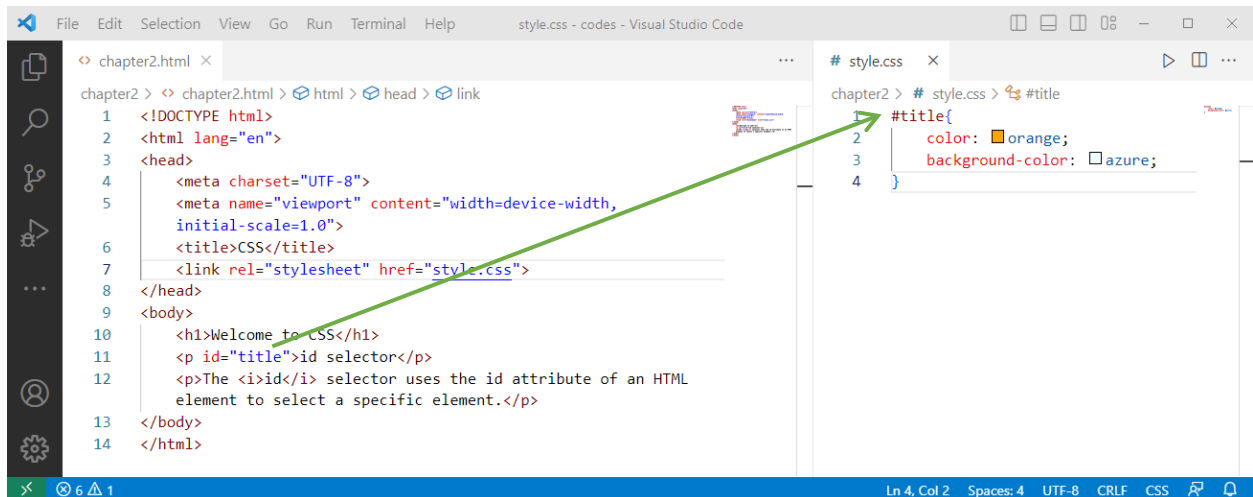 File Edit Selection View Go Run Terminal Help style.css - codes - Visual Studio Code
chapter2.html
chapter2 > chapter2.html > html > head > link
1 <!DOCTYPE html>
2 <html lang="en">
3 <head>
4 <meta charset="UTF-8">
5 <meta name="viewport" content="width=device-width,
initial-scale=1.0">
6 <title>CSS</title>
7 <link rel="stylesheet" href="style.css">
8 </head>
9 <body>
10 <h1>Welcome to CSS</h1>
11 <p id="title">id selector</p>
12 <p>The <i>id</i> selector uses the id attribute of an HTML
element to select a specific element.</p>
13 </body>
14 </html>
# style.css
chapter2 > # style.css > #title
1 #title{
2 color: orange;
3 background-color: azure;
4 }
6 1 Ln 4, Col 2 Spaces: 4 UTF-8 CRLF CSS